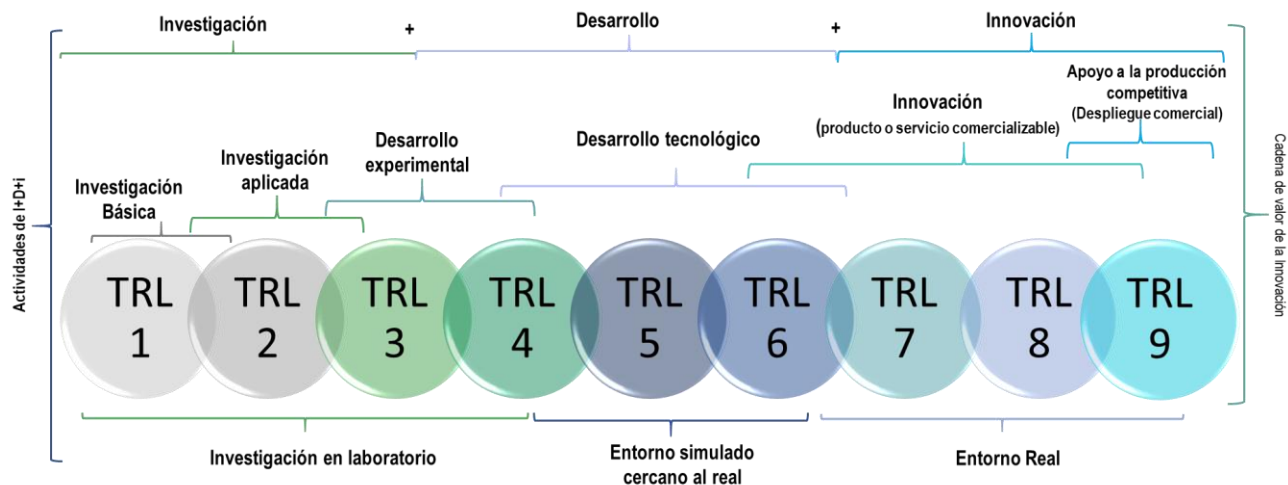 Investigación + Desarrollo + Innovación
Apoyo a la producción
competitiva
(Despliegue comercial)
Innovación
(producto o servicio comercializable)
Desarrollo tecnológico
Desarrollo
experimental
Investigación
aplicada
Investigación
Básica
Actividades de I+D+i
TRL
1
TRL
2
TRL
3
TRL
4
TRL
5
TRL
6
TRL
7
TRL
8
TRL
9
Cadena de valor de la Innovación
Investigación en laboratorio
Entorno simulado
cercano al real
Entorno Real